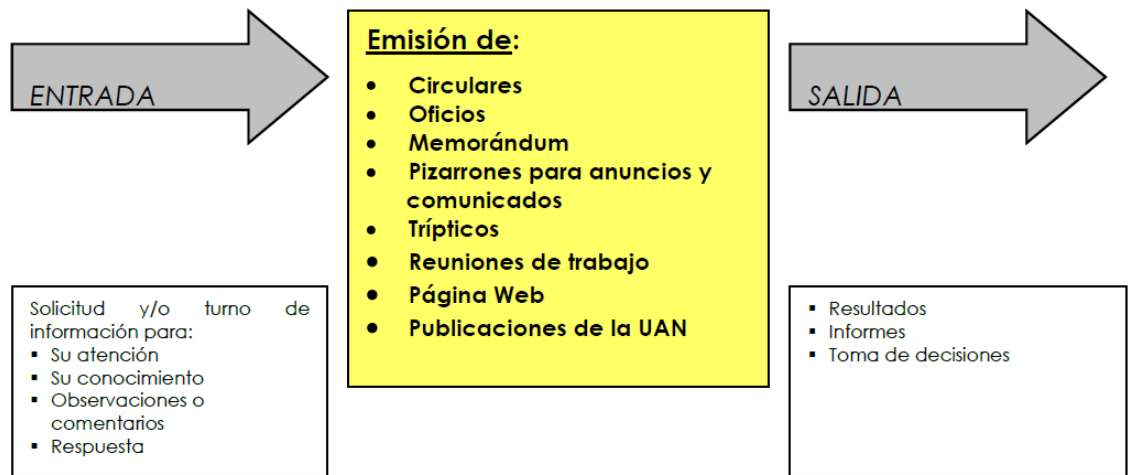 ENTRADA
Solicitud y/o turno de
información para:
▪ Su atención
▪ Su conocimiento
▪ Observaciones o
comentarios
▪ Respuesta
Emisión de:
• Circulares
• Oficios
• Memorándum
• Pizarrones para anuncios y
comunicados
• Trípticos
• Reuniones de trabajo
• Página Web
• Publicaciones de la UAN
SALIDA
▪ Resultados
▪ Informes
▪ Toma de decisiones